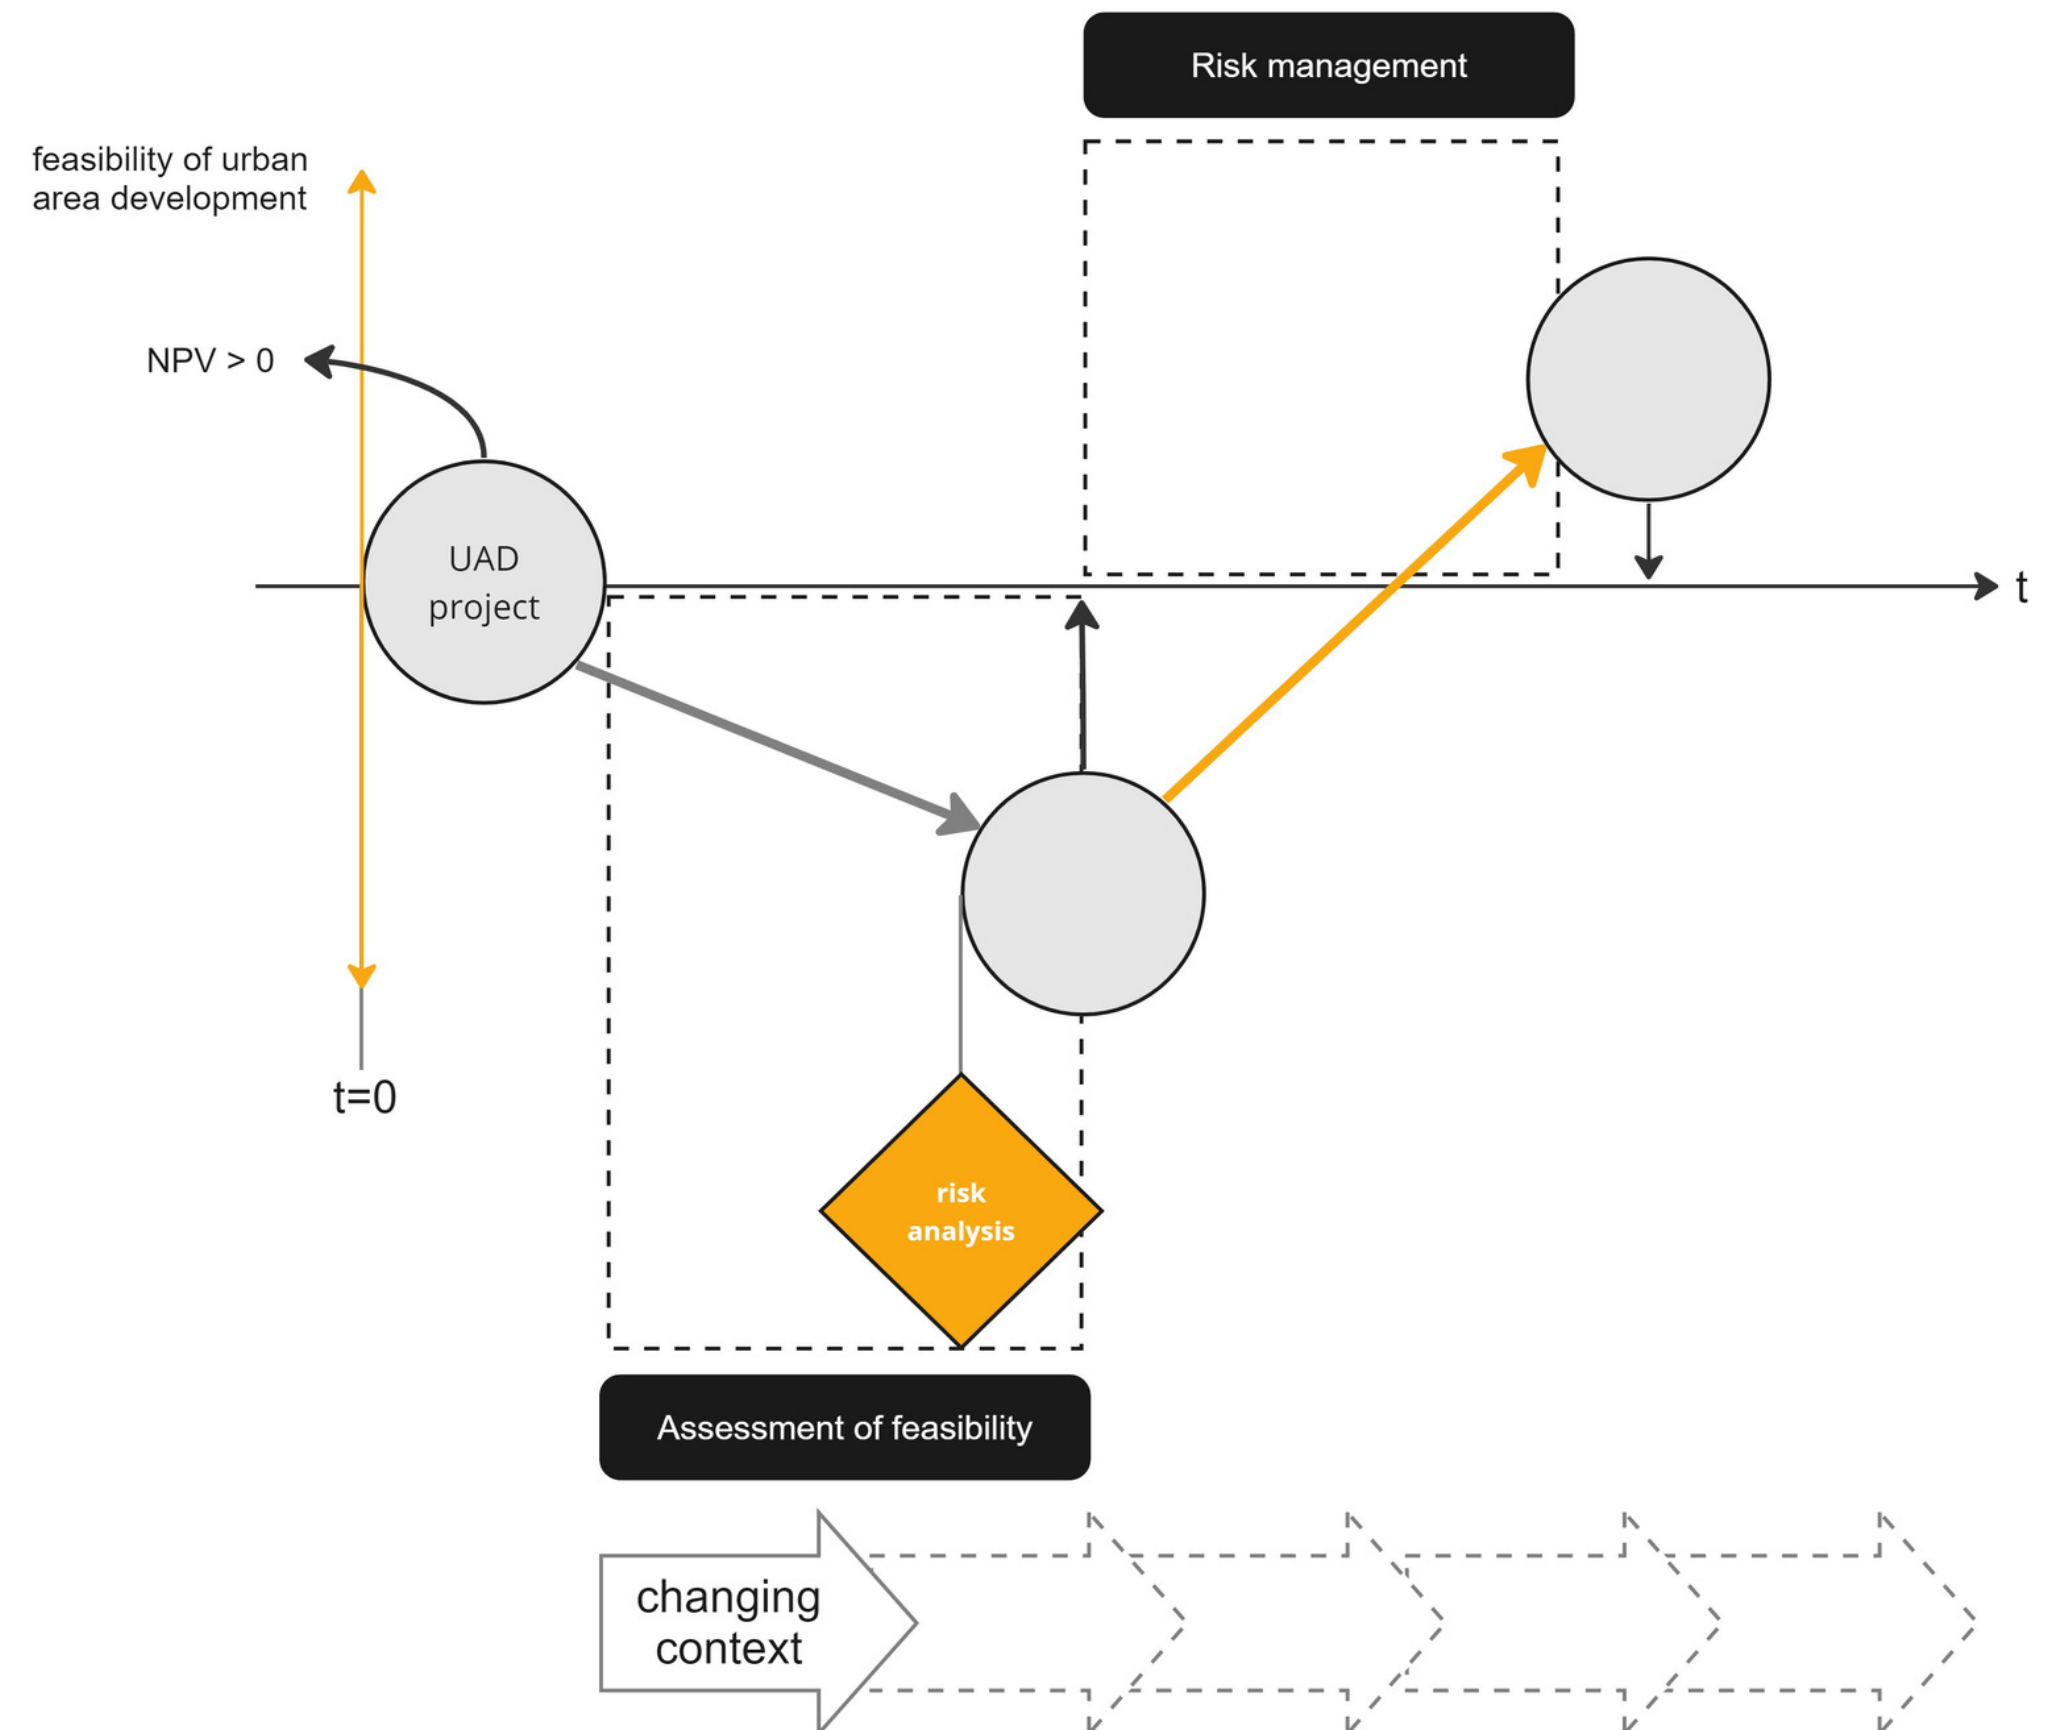 Risk management
feasibility of urban
area development
NPV > 0
UAD
project
t
t=0
risk
analysis
Assessment of feasibility
changing
context